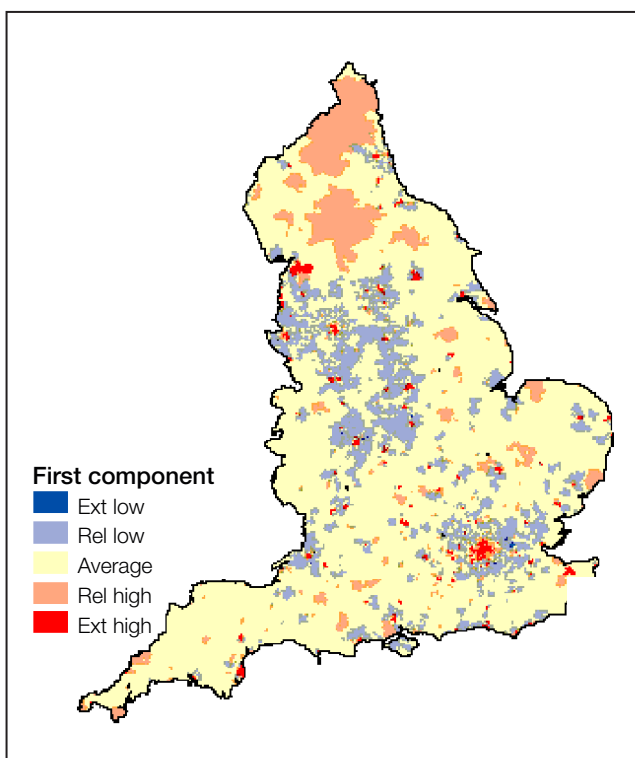 First component
Ext low
Rel low
Average
Rel high
Ext high